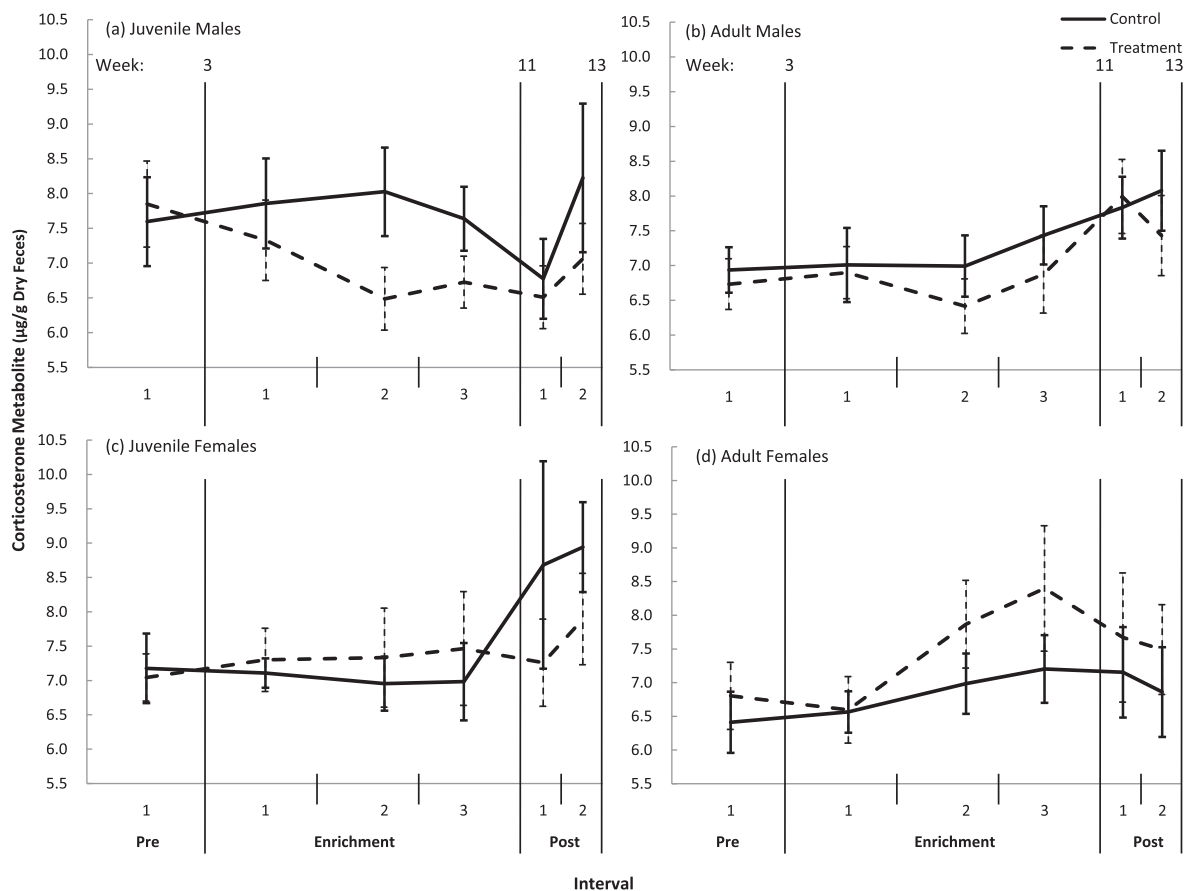 (a) Juvenile Males
Week: 3 11 13
10.5
10.0
9.5
9.0
8.5
8.0
7.5
7.0
6.5
6.0
5.5
1 1 2 3 1 2
(b) Adult Males
Control
Treatment
Week: 3 11 13
10.5
10.0
9.5
9.0
8.5
8.0
7.5
7.0
6.5
6.0
5.5
1 1 2 3 1 2
Corticosterone Metabolite (µg/g Dry Feces)
(c) Juvenile Females
10.5
10.0
9.5
9.0
8.5
8.0
7.5
7.0
6.5
6.0
5.5
1 1 2 3 1 2
Pre Enrichment Post
(d) Adult Females
10.5
10.0
9.5
9.0
8.5
8.0
7.5
7.0
6.5
6.0
5.5
1 1 2 3 1 2
Pre Enrichment Post
Interval